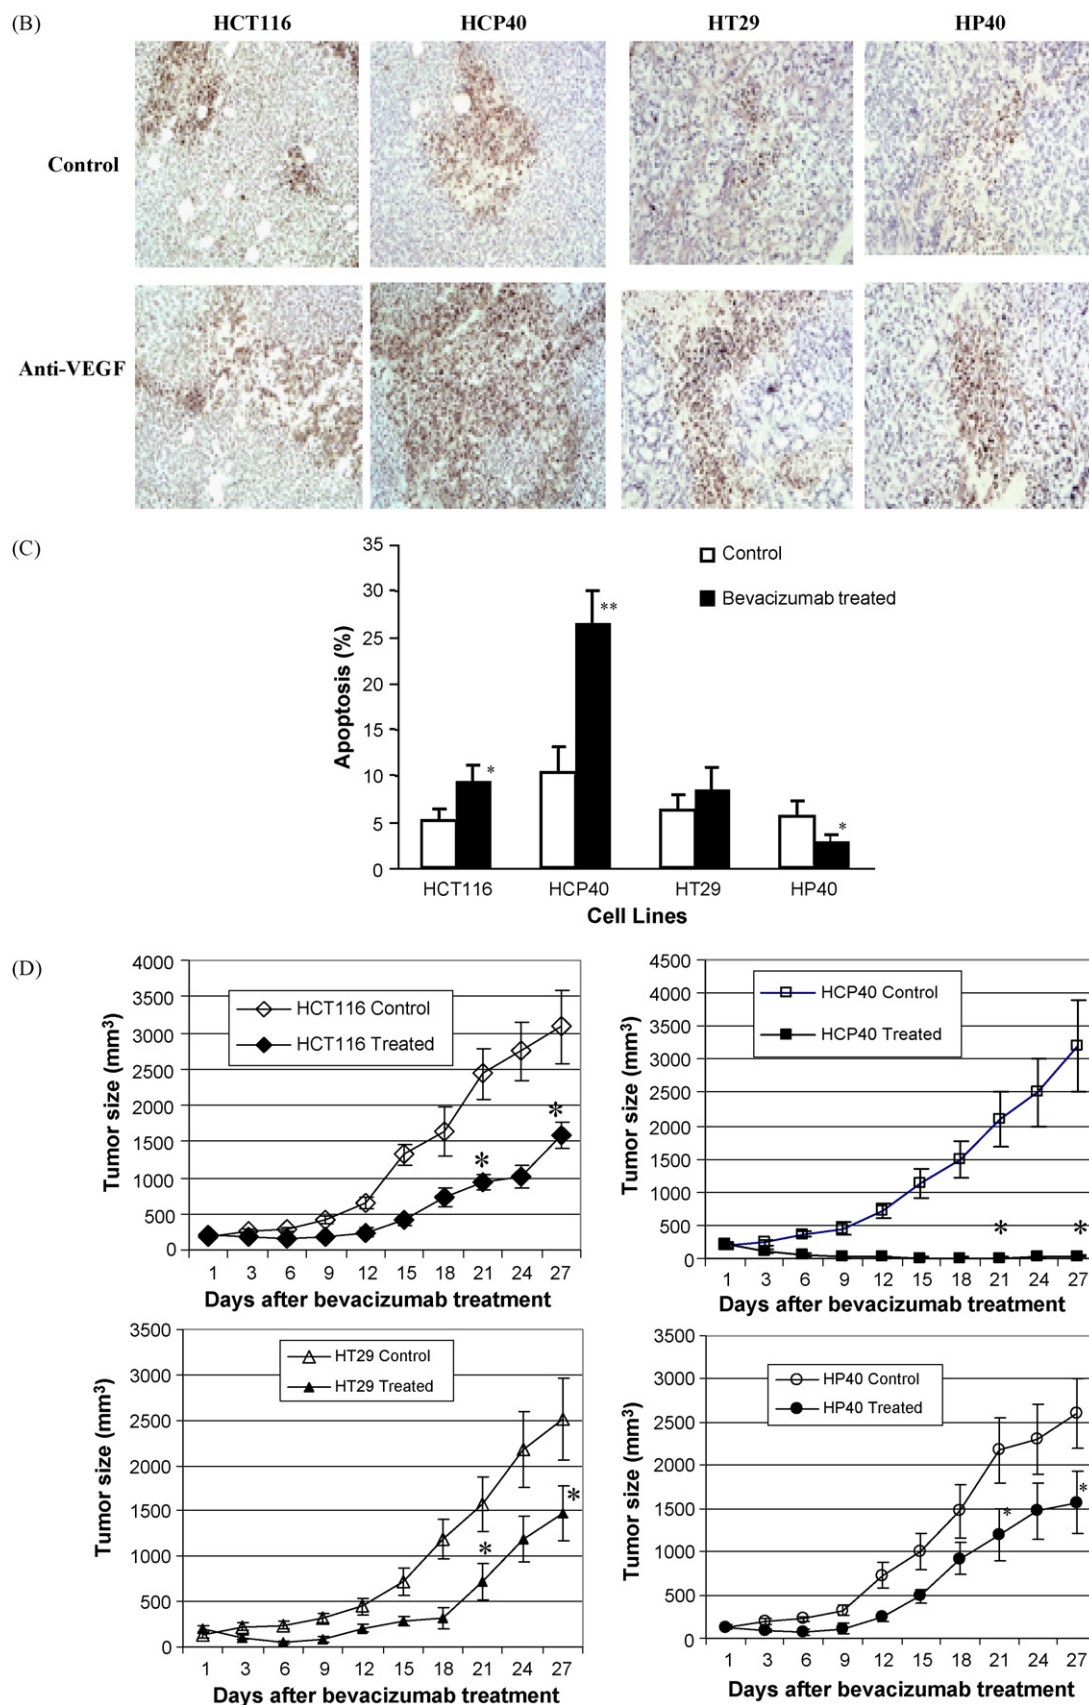 (B)
HCT116 HCP40 HT29 HP40
Control
Anti-VEGF
(C)
35
30
25
20
15
10
5
0
Apoptosis (%)
Control
Bevacizumab treated
* ** *
HCT116 HCP40 HT29 HP40
Cell Lines
(D)
4000
3500
3000
2500
2000
1500
1000
500
0
Tumor size (mm³)
HCT116 Control
HCT116 Treated
* *
1 3 6 9 12 15 18 21 24 27
Days after bevacizumab treatment
4500
4000
3500
3000
2500
2000
1500
1000
500
0
Tumor size (mm³)
HCP40 Control
HCP40 Treated
* *
1 3 6 9 12 15 18 21 24 27
Days after bevacizumab treatment
3500
3000
2500
2000
1500
1000
500
0
Tumor size (mm³)
HT29 Control
HT29 Treated
* *
1 3 6 9 12 15 18 21 24 27
Days after bevacizumab treatment
3500
3000
2500
2000
1500
1000
500
0
Tumor size (mm³)
HP40 Control
HP40 Treated
* *
1 3 6 9 12 15 18 21 24 27
Days after bevacizumab treatment